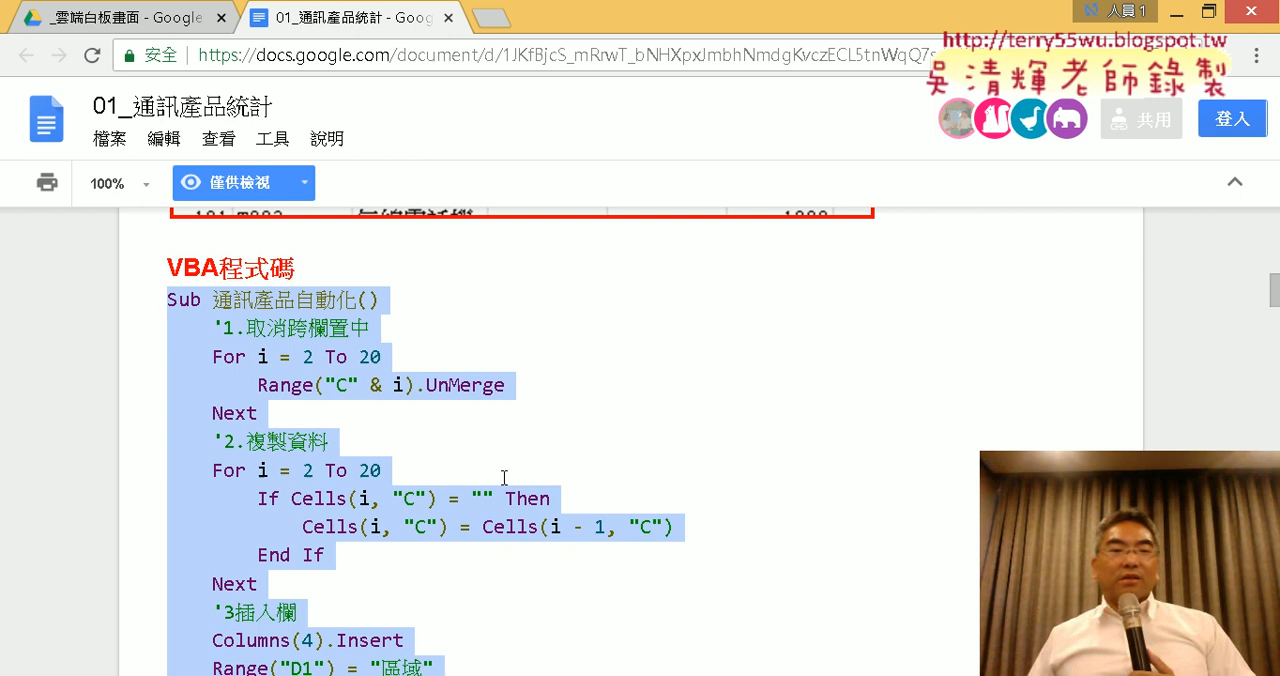 _雲端白板畫面 - Google ×
01_通訊產品統計 - Goog ×
人員 1
安全 https://docs.google.com/document/d/1JKfBjcS_mRrwT_bNHXpxJmbhNmdgKvczECL5tnWqQ7s
http://terry55wu.blogspot.tw
吳清輝老師錄製
01_通訊產品統計
檔案 編輯 查看 工具 說明
共用
登入
100%
僅供檢視
VBA程式碼
Sub 通訊產品自動化()
'1.取消跨欄置中
For i = 2 To 20
Range("C" & i).UnMerge
Next
'2.複製資料
For i = 2 To 20
If Cells(i, "C") = "" Then
Cells(i, "C") = Cells(i - 1, "C")
End If
Next
'3插入欄
Columns(4).Insert
Range("D1") = "區域"